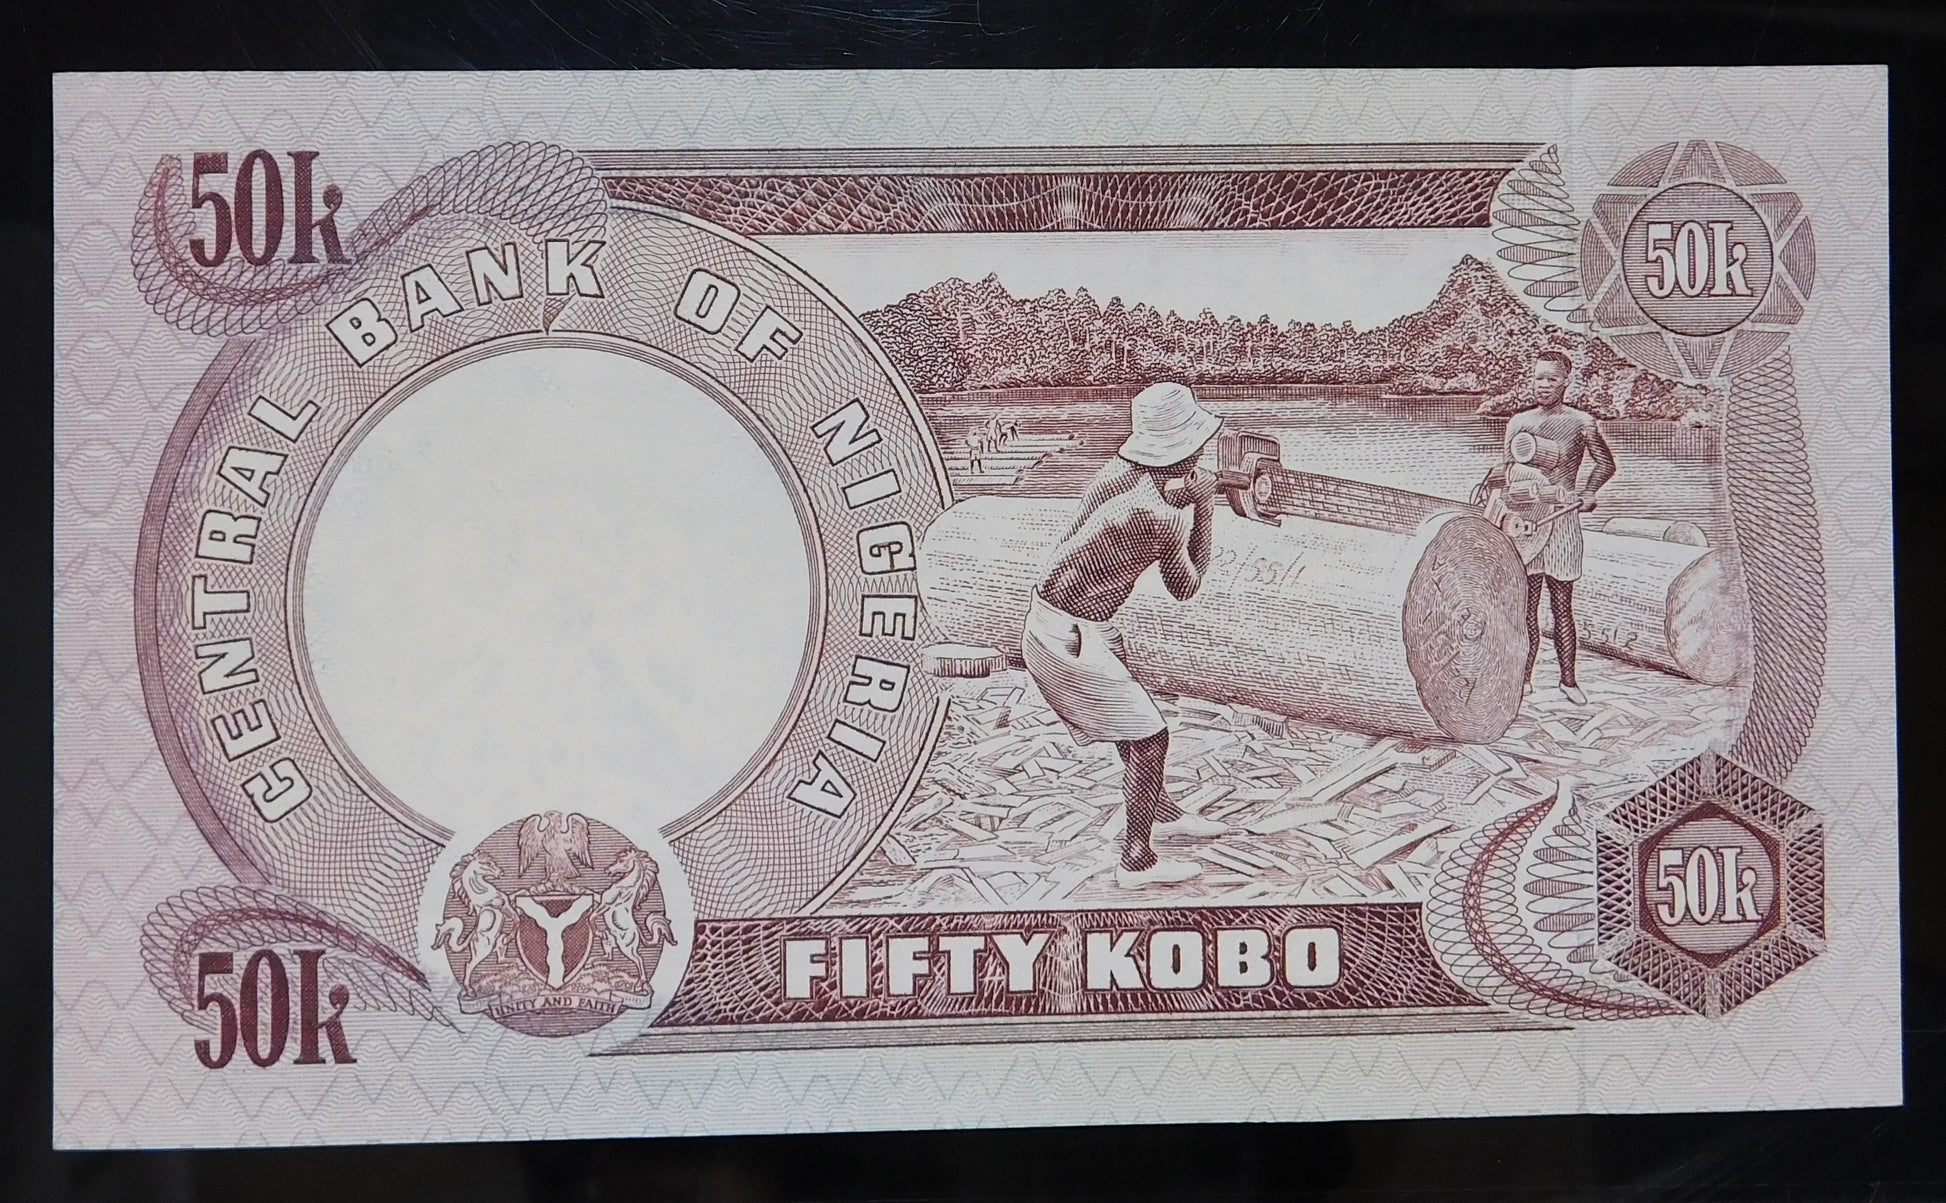 50k
CENTRAL BANK OF NIGERIA
50k
50k
FIFTY KOBO
50k
UNITY AND FAITH